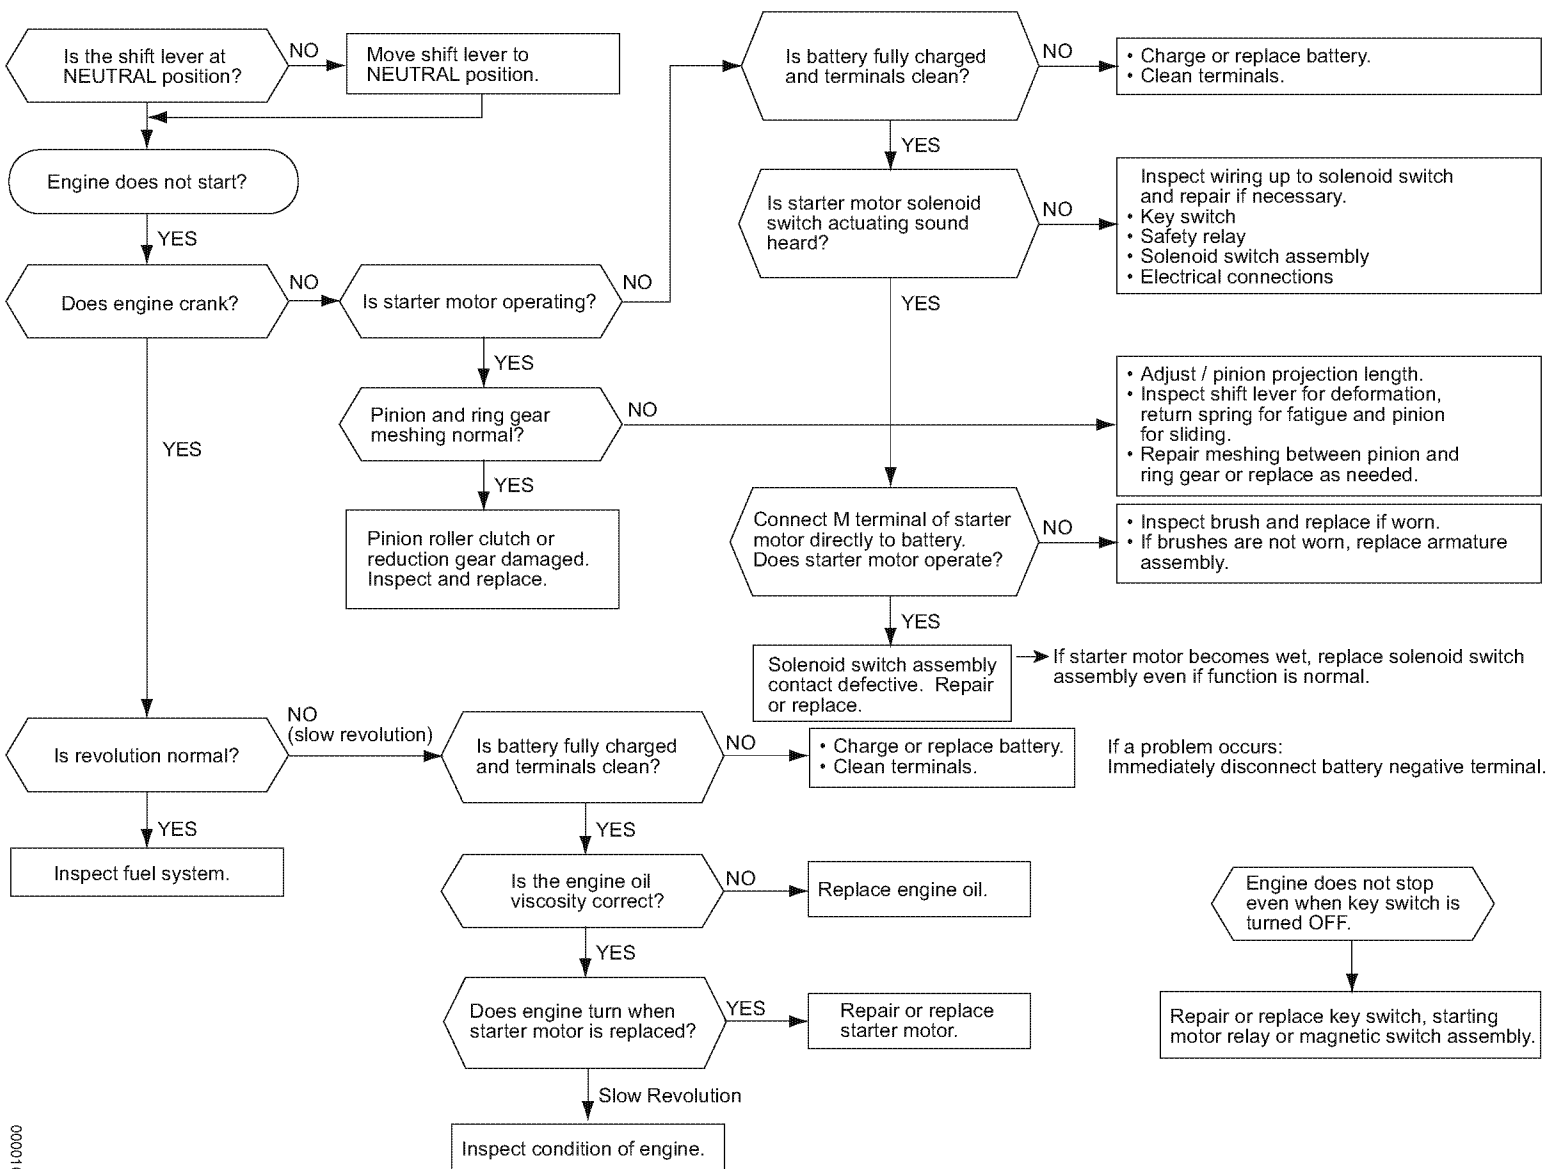 Is the shift lever at
NEUTRAL position?
NO
Move shift lever to
NEUTRAL position.
Engine does not start?
YES
Does engine crank?
NO
Is starter motor operating?
NO
Is battery fully charged
and terminals clean?
NO
• Charge or replace battery.
• Clean terminals.
YES
Is starter motor solenoid
switch actuating sound
heard?
NO
Inspect wiring up to solenoid switch
and repair if necessary.
• Key switch
• Safety relay
• Solenoid switch assembly
• Electrical connections
YES
YES
Pinion and ring gear
meshing normal?
NO
• Adjust / pinion projection length.
• Inspect shift lever for deformation,
return spring for fatigue and pinion
for sliding.
• Repair meshing between pinion and
ring gear or replace as needed.
YES
Pinion roller clutch or
reduction gear damaged.
Inspect and replace.
Connect M terminal of starter
motor directly to battery.
Does starter motor operate?
NO
• Inspect brush and replace if worn.
• If brushes are not worn, replace armature
assembly.
YES
Solenoid switch assembly
contact defective. Repair
or replace.
If starter motor becomes wet, replace solenoid switch
assembly even if function is normal.
YES
Is revolution normal?
NO
(slow revolution)
Is battery fully charged
and terminals clean?
NO
• Charge or replace battery.
• Clean terminals.
If a problem occurs:
Immediately disconnect battery negative terminal.
YES
Inspect fuel system.
YES
Is the engine oil
viscosity correct?
NO
Replace engine oil.
YES
Does engine turn when
starter motor is replaced?
YES
Repair or replace
starter motor.
Slow Revolution
Inspect condition of engine.
Engine does not stop
even when key switch is
turned OFF.
Repair or replace key switch, starting
motor relay or magnetic switch assembly.